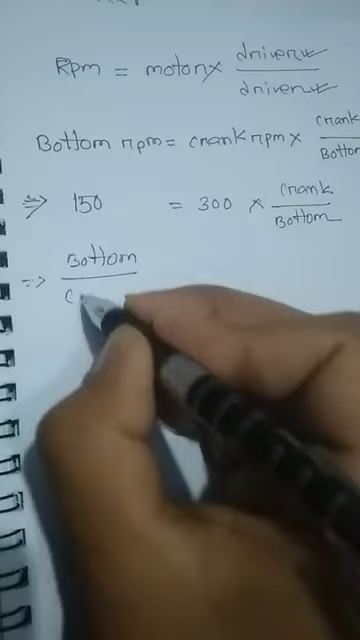 Rpm = motor × driver w / driven w
Bottom rpm = crank rpm × crank / Bottom
=> 150 = 300 × crank / Bottom
=> Bottom / c